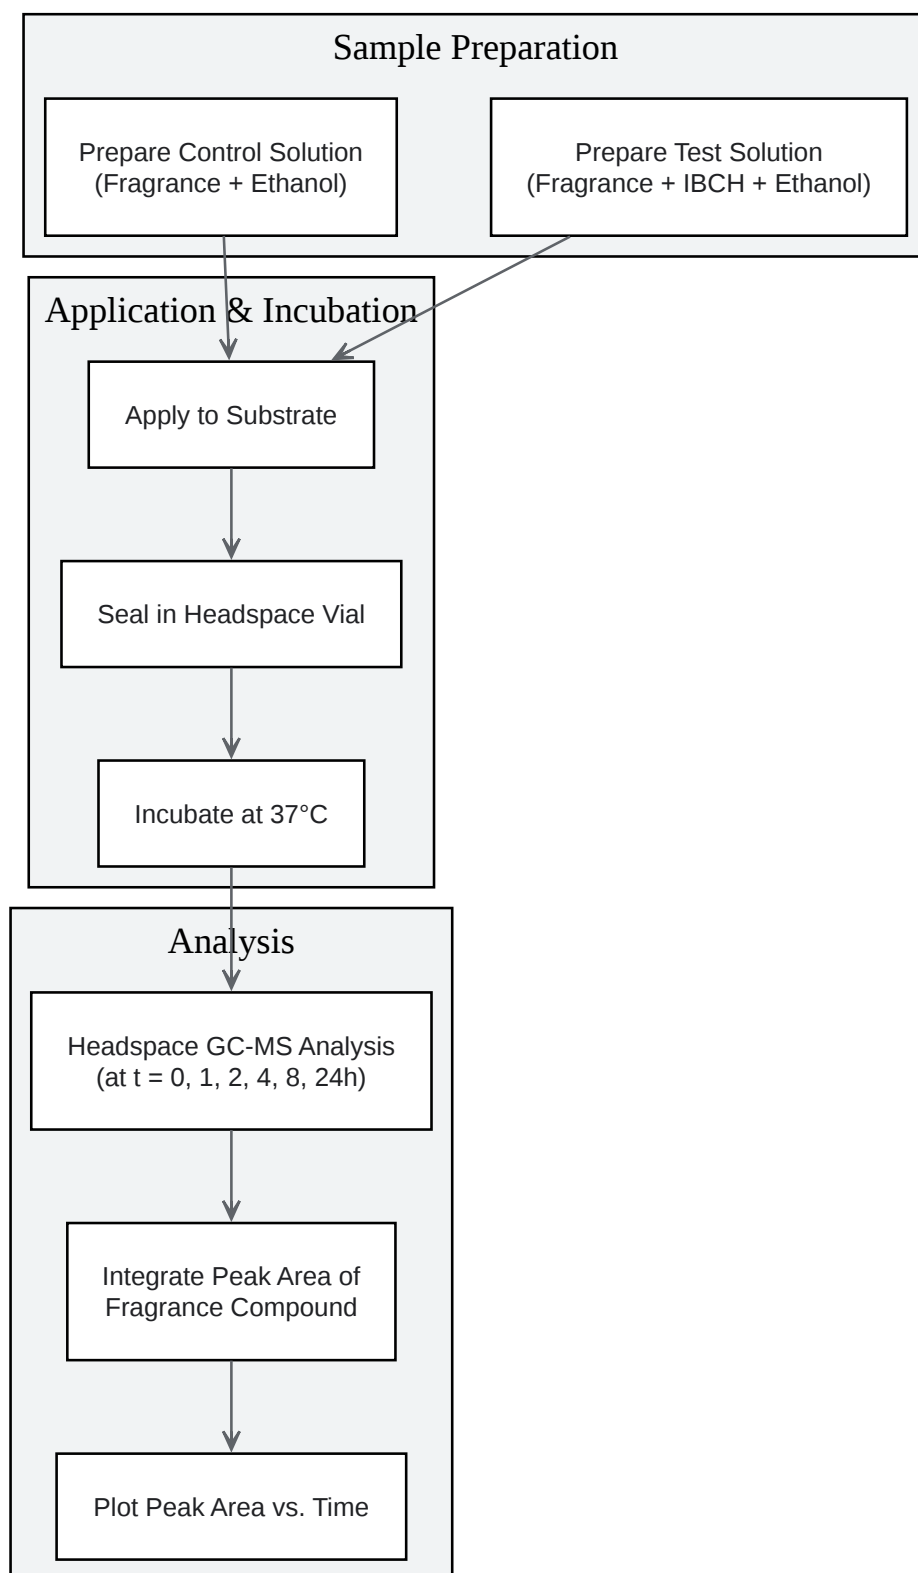 Sample Preparation
Prepare Control Solution
(Fragrance + Ethanol)
Prepare Test Solution
(Fragrance + IBCH + Ethanol)
Application & Incubation
Apply to Substrate
Seal in Headspace Vial
Incubate at 37°C
Analysis
Headspace GC-MS Analysis
(at t = 0, 1, 2, 4, 8, 24h)
Integrate Peak Area of
Fragrance Compound
Plot Peak Area vs. Time